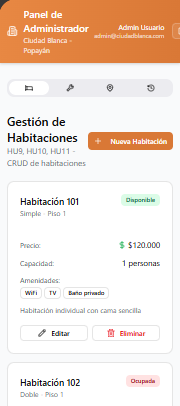 Panel de
Administrador
Ciudad Blanca -
Popayán
Admin Usuario
admin@ciudadblanca.com
Gestión de
Habitaciones
HU9, HU10, HU11 -
CRUD de habitaciones
+ Nueva Habitación
Habitación 101
Disponible
Simple · Piso 1
Precio:
$ $120.000
Capacidad:
1 personas
Amenidades:
WiFi
TV
Baño privado
Habitación individual con cama sencilla
Editar
Eliminar
Habitación 102
Ocupada
Doble · Piso 1